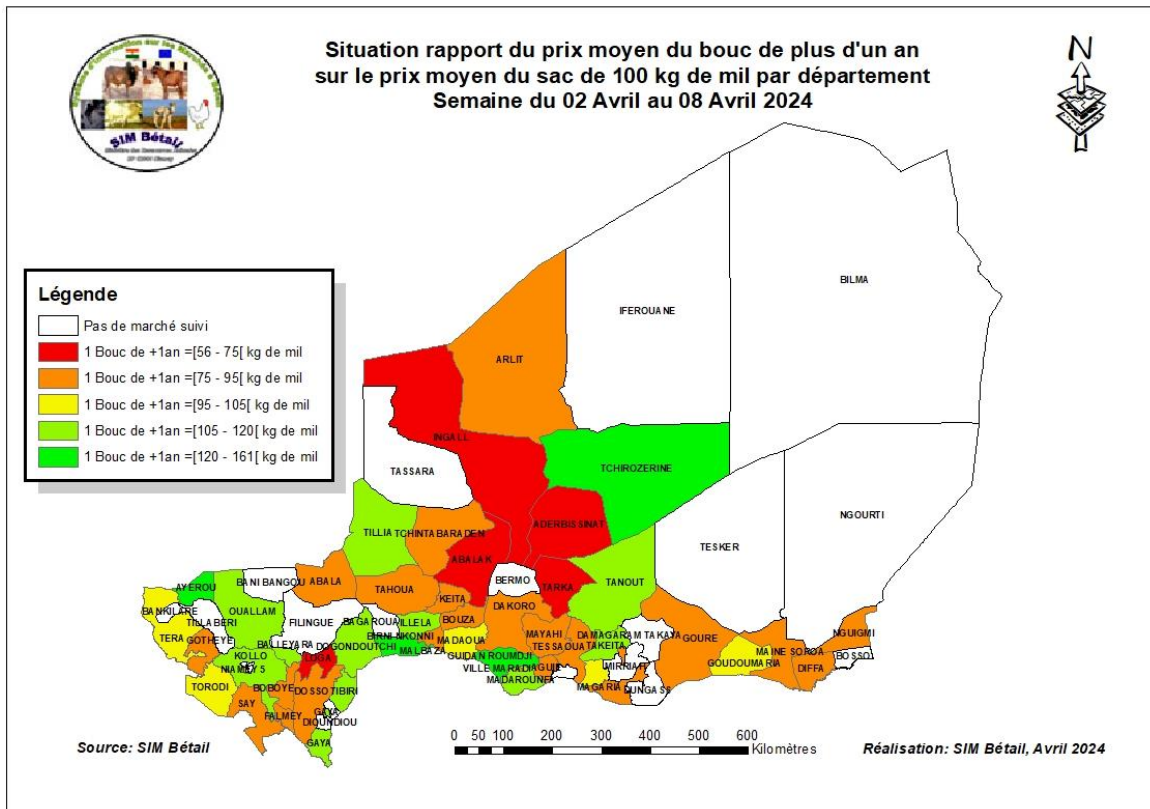 Situation rapport du prix moyen du bouc de plus d'un an
sur le prix moyen du sac de 100 kg de mil par département
Semaine du 02 Avril au 08 Avril 2024
N
SIM Bétail
Légende
Pas de marché suivi
1 Bouc de +1an =[56 - 75[ kg de mil
1 Bouc de +1an =[75 - 95[ kg de mil
1 Bouc de +1an =[95 - 105[ kg de mil
1 Bouc de +1an =[105 - 120[ kg de mil
1 Bouc de +1an =[120 - 161[ kg de mil
BILMA
IFEROUANE
ARLIT
INGALL
TASSARA
TCHIROZERINE
NGOURTI
ADERBISSINAT
TILLIA
TCHINTABARADEN
TESKER
ABALAK
BERMO
TARKA
TANOUT
BANIBANGOU
ABALA
AYEROU
TAHOUA
KEITA
DAKORO
BANKILARE
OUALLAM
TILLABERI
FILINGUE
BAGAROUA
ILLELA
BOUZA
TERA
GOTHEYE
BALLEYARA
DOGONDOUTCHI
BIRNINKONNI
MALBAZA
MADAOUA
MAYAHI
DAMAGARAM TAKAYA
GOURE
NGUIGMI
KOLLO
LOGA
GUIDAN ROUMDJI
TESSAOUA
TAKEITA
MAINE SOROA
BOSSO
NIAMEY 5
VILLE MARADI
AGUIE
MIRRIAH
GOUDOUMARIA
DIFFA
TORODI
BOBOYE
DOSSO
TIBIRI
MADAROUNFA
MAGARIA
DUNGASS
SAY
FALMEY
GAYA
DIOUNDIOU
GAYA
Source: SIM Bétail
0 50 100 200 300 400 500 600
Kilomètres
Réalisation: SIM Bétail, Avril 2024